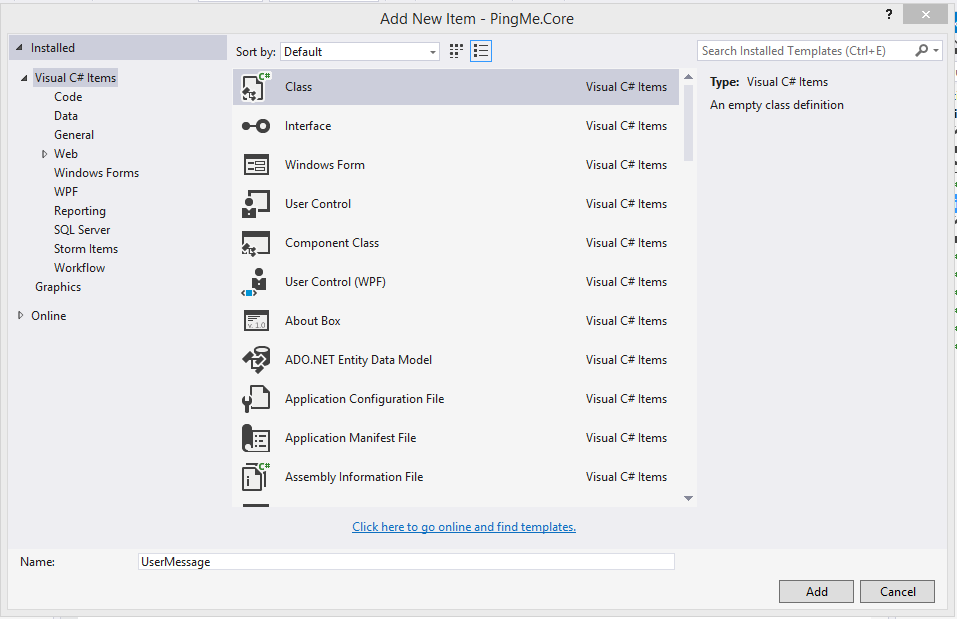 Add New Item - PingMe.Core
?
Installed
Sort by: Default
Search Installed Templates (Ctrl+E)
Visual C# Items
Code
Data
General
Web
Windows Forms
WPF
Reporting
SQL Server
Storm Items
Workflow
Graphics
Online
C# Class Visual C# Items
Interface Visual C# Items
Windows Form Visual C# Items
User Control Visual C# Items
Component Class Visual C# Items
User Control (WPF) Visual C# Items
v. 1.0 About Box Visual C# Items
ADO.NET Entity Data Model Visual C# Items
Application Configuration File Visual C# Items
Application Manifest File Visual C# Items
C# Assembly Information File Visual C# Items
Type: Visual C# Items
An empty class definition
Click here to go online and find templates.
Name: UserMessage
Add Cancel